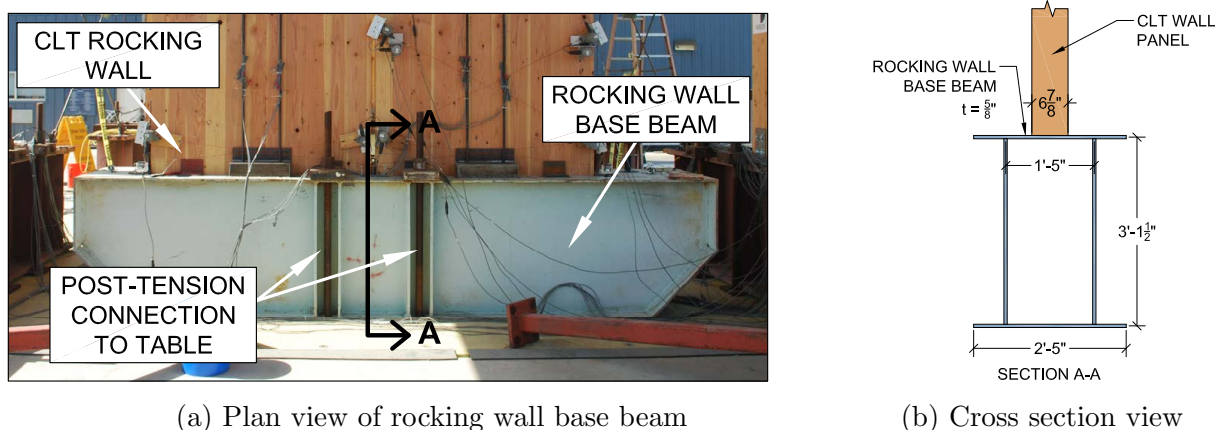 CLT ROCKING
WALL
A
ROCKING WALL
BASE BEAM
POST-TENSION
CONNECTION
TO TABLE
A
(a) Plan view of rocking wall base beam
CLT WALL
PANEL
ROCKING WALL
BASE BEAM
t = 5/8"
6 7/8"
1'-5"
3'-1 1/2"
2'-5"
SECTION A-A
(b) Cross section view